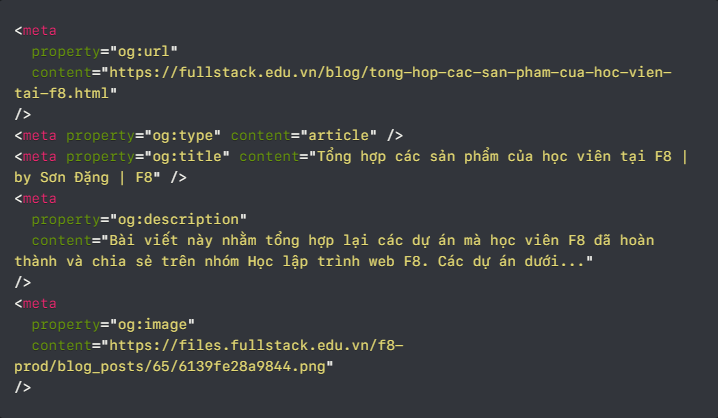 <meta
property="og:url"
content="https://fullstack.edu.vn/blog/tong-hop-cac-san-pham-cua-hoc-vien-
tai-f8.html"
/>
<meta property="og:type" content="article" />
<meta property="og:title" content="Tổng hợp các sản phẩm của học viên tại F8 |
by Sơn Đặng | F8" />
<meta
property="og:description"
content="Bài viết này nhằm tổng hợp lại các dự án mà học viên F8 đã hoàn
thành và chia sẻ trên nhóm Học lập trình web F8. Các dự án dưới..."
/>
<meta
property="og:image"
content="https://files.fullstack.edu.vn/f8-
prod/blog_posts/65/6139fe28a9844.png"
/>